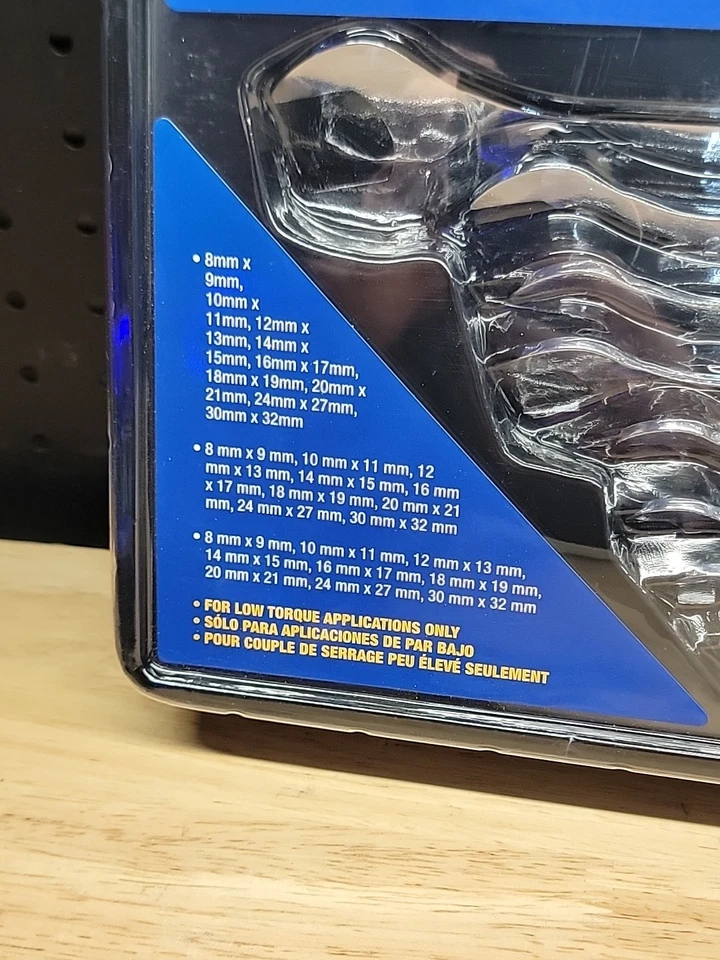 • 8mm x
9mm,
10mm x
11mm, 12mm x
13mm, 14mm x
15mm, 16mm x 17mm,
18mm x 19mm, 20mm x
21mm, 24mm x 27mm,
30mm x 32mm
• 8 mm x 9 mm, 10 mm x 11 mm, 12
mm x 13 mm, 14 mm x 15 mm, 16 mm
x 17 mm, 18 mm x 19 mm, 20 mm x 21
mm, 24 mm x 27 mm, 30 mm x 32 mm
• 8 mm x 9 mm, 10 mm x 11 mm, 12 mm x 13 mm,
14 mm x 15 mm, 16 mm x 17 mm, 18 mm x 19 mm,
20 mm x 21 mm, 24 mm x 27 mm, 30 mm x 32 mm
• FOR LOW TORQUE APPLICATIONS ONLY
• SÓLO PARA APLICACIONES DE PAR BAJO
• POUR COUPLE DE SERRAGE PEU ÉLEVÉ SEULEMENT